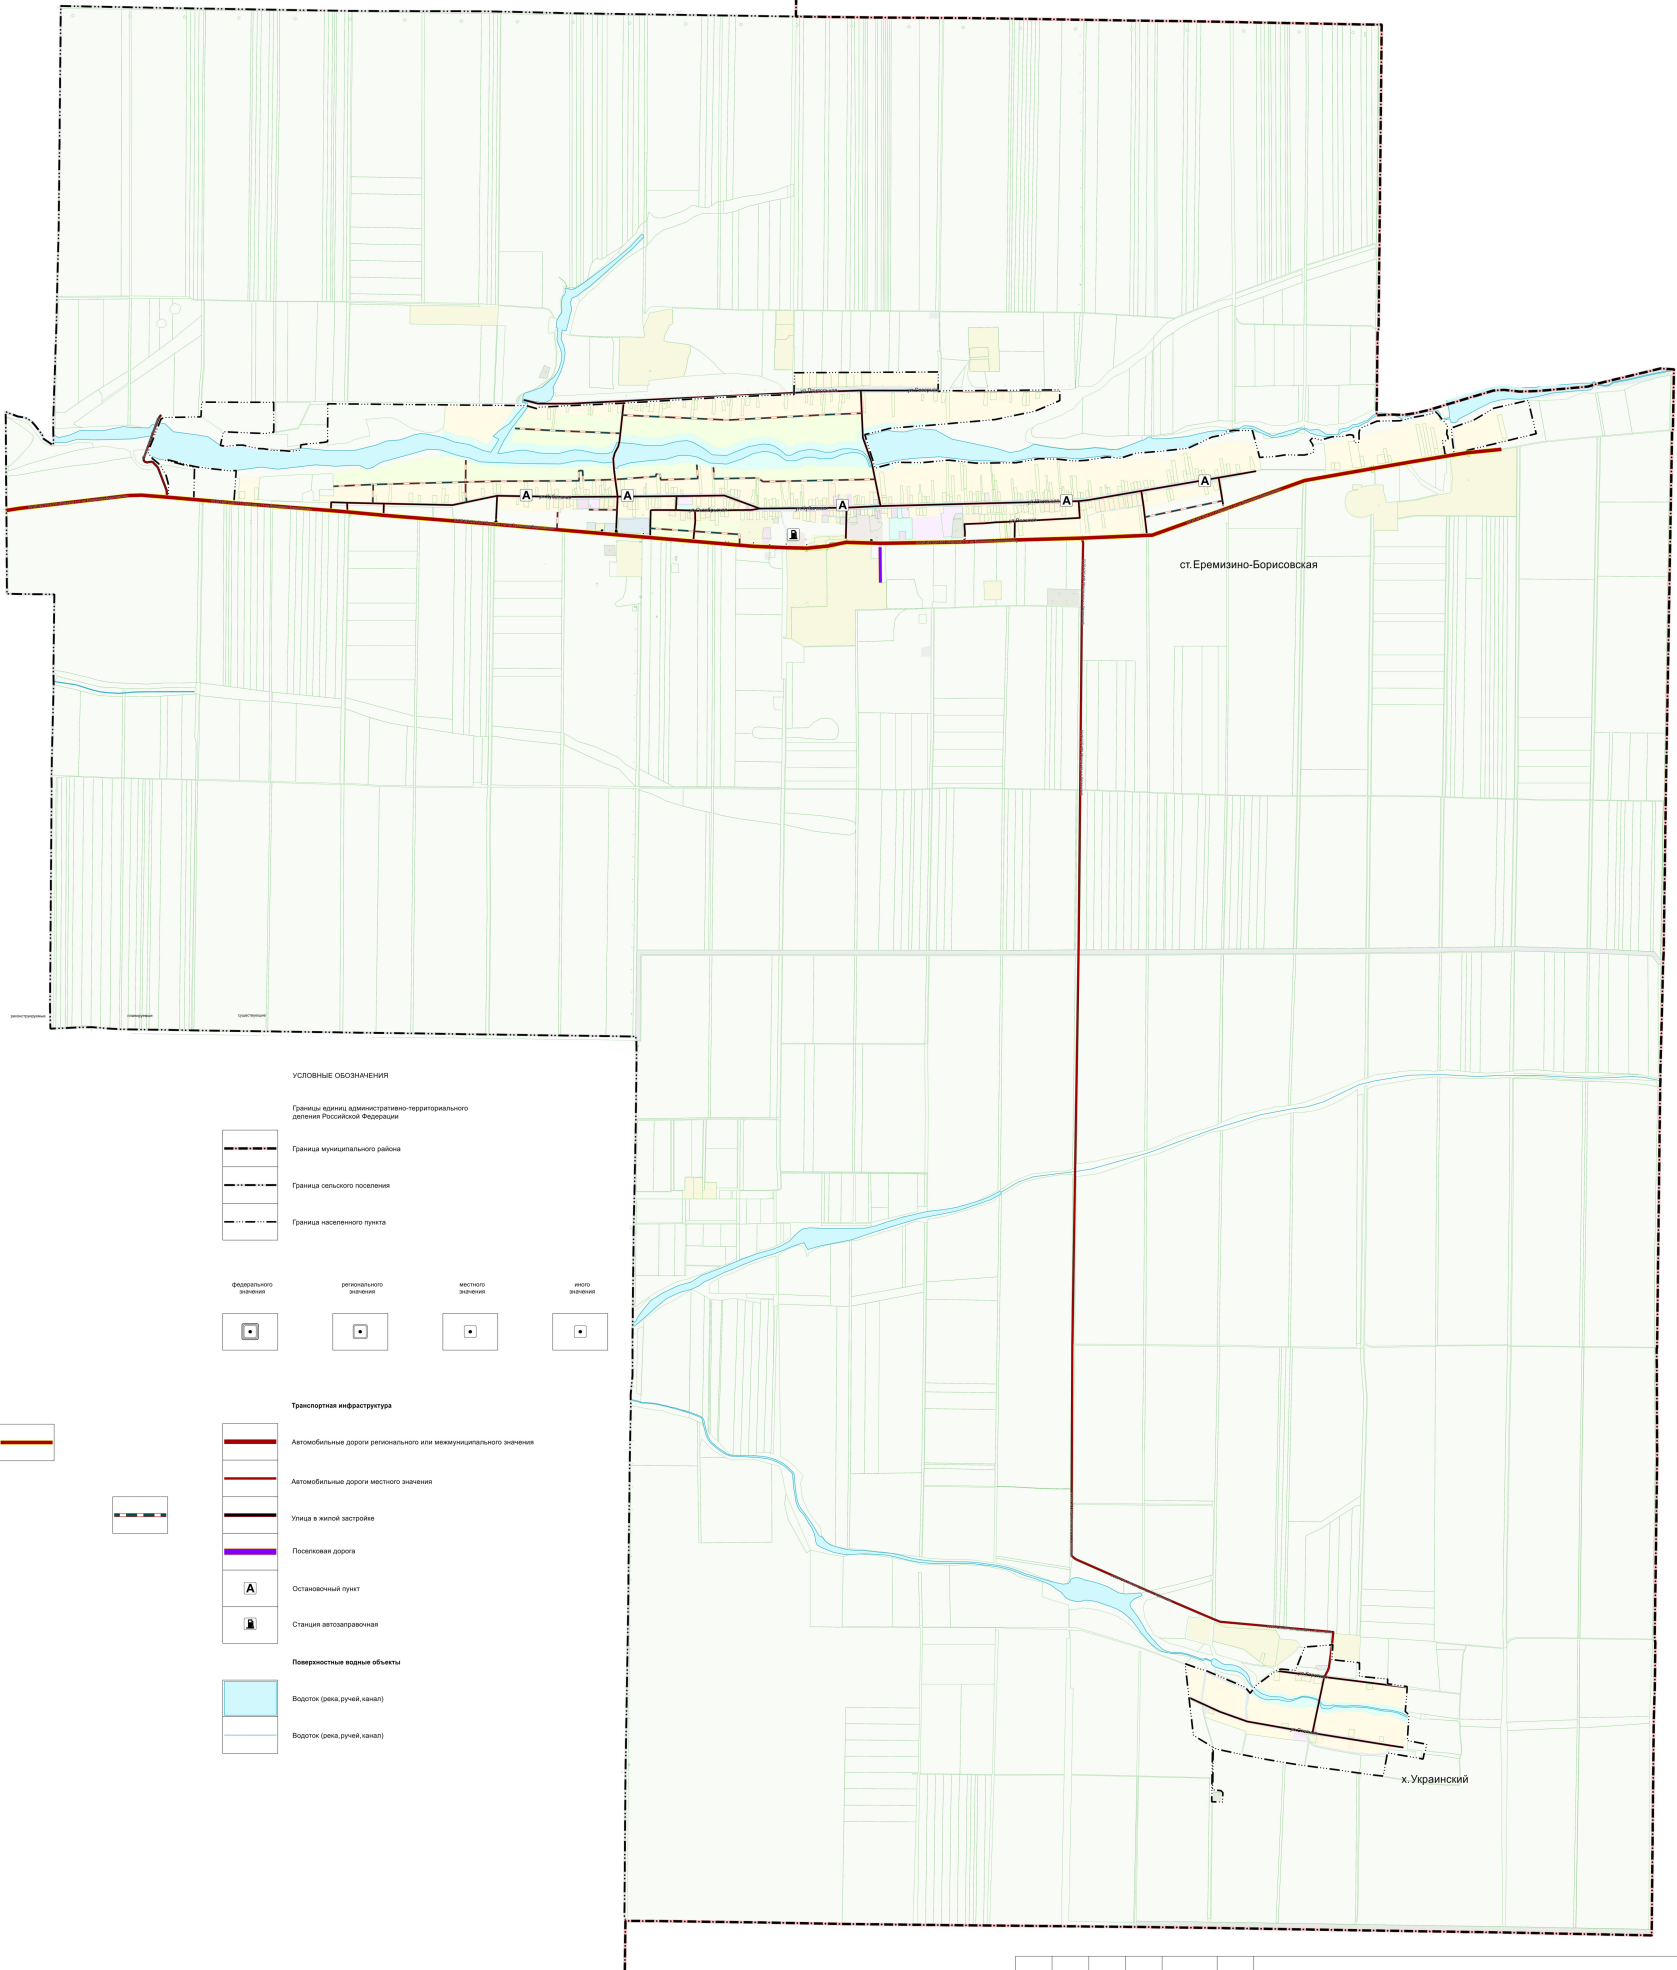 ст. Еремизино-Борисовская
реконструируемые
планируемые
существующие
УСЛОВНЫЕ ОБОЗНАЧЕНИЯ
Границы единиц административно-территориального
деления Российской Федерации
Граница муниципального района
Граница сельского поселения
Граница населенного пункта
федерального
значения
регионального
значения
местного
значения
иного
значения
Транспортная инфраструктура
Автомобильные дороги регионального или межмуниципального значения
Автомобильные дороги местного значения
Улица в жилой застройке
Поселковая дорога
А
Остановочный пункт
Станция автозаправочная
Поверхностные водные объекты
Водоток (река, ручей, канал)
Водоток (река, ручей, канал)
А
А
А
А
А
х. Украинский